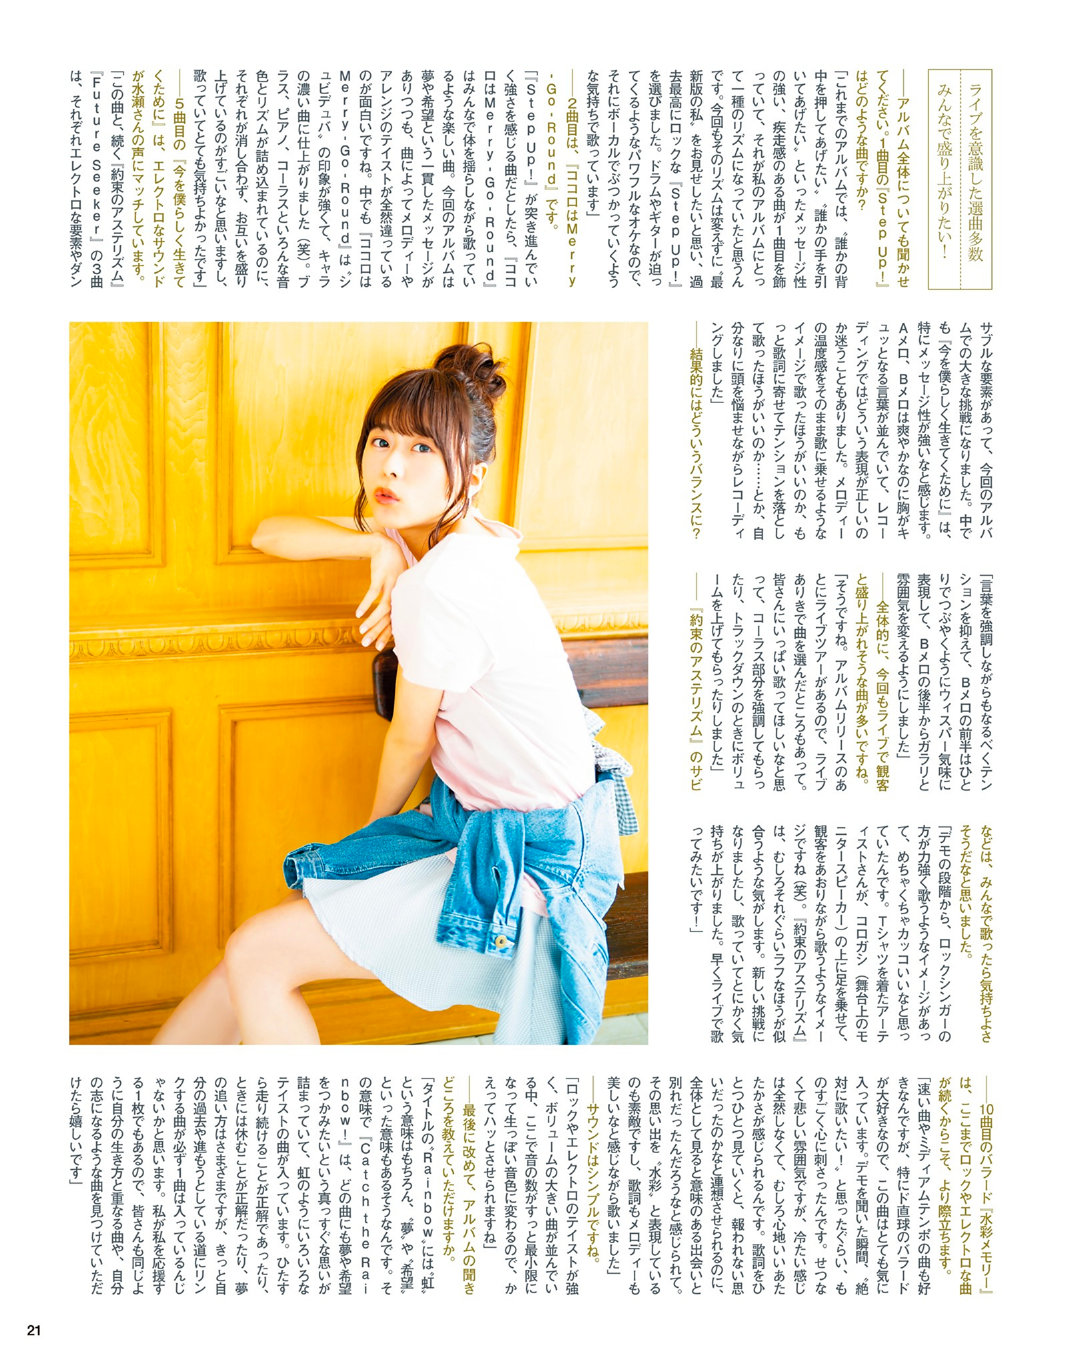 ライブを意識した選曲多数
みんなで盛り上がりたい！
――アルバム全体についても聞かせ
てください。1曲目の『Step Up!』
はどのような曲ですか？
「これまでのアルバムでは、〝誰かの背
中を押してあげたい〟〝誰かの手を引
いてあげたい〟といったメッセージ性
の強い、疾走感のある曲が1曲目を飾
っていて、それが私のアルバムにとっ
て一種のリズムになっていたと思うん
です。今回もそのリズムは変えずに〝最
新版の私〟をお見せしたいと思い、過
去最高にロックな『Step Up!』
を選びました。ドラムやギターが迫っ
てくるようなパワフルなオケなので、
それにボーカルでぶつかっていくよう
な気持ちで歌っています」
――2曲目は、『ココロはMerry
-Go-Round』です。
「『Step Up!』が突き進んでい
く強さを感じる曲だとしたら、『ココ
ロはMerry-Go-Round』
はみんなで体を揺らしながら歌ってい
るような楽しい曲。今回のアルバムは
夢や希望という一貫したメッセージが
ありつつも、曲によってメロディーや
アレンジのテイストが全然違っている
のが面白いですね。中でも『ココロは
Merry-Go-Round』は〝シ
ュビデュバ〟の印象が強くて、キャラ
の濃い曲に仕上がりました（笑）。ブ
ラス、ピアノ、コーラスといろんな音
色とリズムが詰め込まれているのに、
それぞれが消し合わず、お互いを盛り
上げているのがすごいなと思いますし、
歌っていてとても気持ちよかったです」
――5曲目の『今を僕らしく生きて
くために』は、エレクトロなサウンド
が水瀬さんの声にマッチしています。
「この曲と、続く『約束のアステリズム』
『Future Seeker』の3曲
は、それぞれエレクトロな要素やダン
サブルな要素があって、今回のアルバ
ムでの大きな挑戦になりました。中で
も『今を僕らしく生きてくために』は、
特にメッセージ性が強いなと感じます。
Aメロ、Bメロは爽やかなのに胸がキ
ュッとなる言葉が並んでいて、レコー
ディングではどういう表現が正しいの
か迷うこともありました。メロディー
の温度感をそのまま歌に乗せるような
イメージで歌ったほうがいいのか、も
っと歌詞に寄せてテンションを落とし
て歌ったほうがいいのか……とか、自
分なりに頭を悩ませながらレコーディ
ングしました」
――結果的にはどういうバランスに？
「言葉を強調しながらもなるべくテン
ションを抑えて、Bメロの前半はひと
りでつぶやくようにウィスパー気味に
表現して、Bメロの後半からガラリと
雰囲気を変えるようにしました」
――全体的に、今回もライブで観客
と盛り上がれそうな曲が多いですね。
「そうですね。アルバムリリースのあ
とにライブツアーがあるので、ライブ
ありきで曲を選んだところもあって。
皆さんにいっぱい歌ってほしいなと思
って、コーラス部分を強調してもらっ
たり、トラックダウンのときにボリュ
ームを上げてもらったりしました」
――『約束のアステリズム』のサビ
などは、みんなで歌ったら気持ちよさ
そうだなと思いました。
「デモの段階から、ロックシンガーの
方が力強く歌うようなイメージがあっ
て、めちゃくちゃカッコいいなと思っ
ていたんです。Tシャツを着たアーテ
ィストさんが、コロガシ（舞台上のモ
ニタースピーカー）の上に足を乗せて、
観客をあおりながら歌うようなイメー
ジですね（笑）。『約束のアステリズム』
は、むしろそれぐらいラフなほうが似
合うような気がします。新しい挑戦に
なりましたし、歌っていてとにかく気
持ちが上がりました。早くライブで歌
ってみたいです！」
――10曲目のバラード『水彩メモリー』
は、ここまでロックやエレクトロな曲
が続くからこそ、より際立ちます。
「速い曲やミディアムテンポの曲も好
きなんですが、特にド直球のバラード
が大好きなので、この曲はとても気に
入っています。デモを聞いた瞬間、〝絶
対に歌いたい！〟と思ったぐらい、も
のすごく心に刺さったんです。せつな
くて悲しい雰囲気ですが、冷たい感じ
は全然しなくて、むしろ心地いいあた
たかさが感じられるんです。歌詞をひ
とつひとつ見ていくと、報われない思
いだったのかなと連想させられるのに、
全体として見ると意味のある出会いと
別れだったんだろうなと感じられて。
その思い出を〝水彩〟と表現している
のも素敵ですし、歌詞もメロディーも
美しいなと感じながら歌いました」
――サウンドはシンプルですね。
「ロックやエレクトロのテイストが強
く、ボリュームの大きい曲が並んでい
る中、ここで音の数がすっと最小限に
なって生っぽい音色に変わるので、か
えってハッとさせられますね」
――最後に改めて、アルバムの聞き
どころを教えていただけますか。
「タイトルの〝Rainbow〟には〝虹〟
という意味はもちろん、〝夢〟や〝希望〟
といった意味もあるそうなんです。そ
の意味で『Catch the Rai
nbow!』は、どの曲にも夢や希望
をつかみたいという真っすぐな思いが
詰まっていて、虹のようにいろいろな
テイストの曲が入っています。ひたす
ら走り続けることが正解であったり、
ときには休むことが正解だったり、夢
の追い方はさまざまですが、きっと自
分の過去や進もうとしている道にリン
クする曲が必ず1曲は入っているんじ
ゃないかと思います。私が私を応援す
る1枚でもあるので、皆さんも同じよ
うに自分の生き方と重なる曲や、自分
の志になるような曲を見つけていただ
けたら嬉しいです」
21